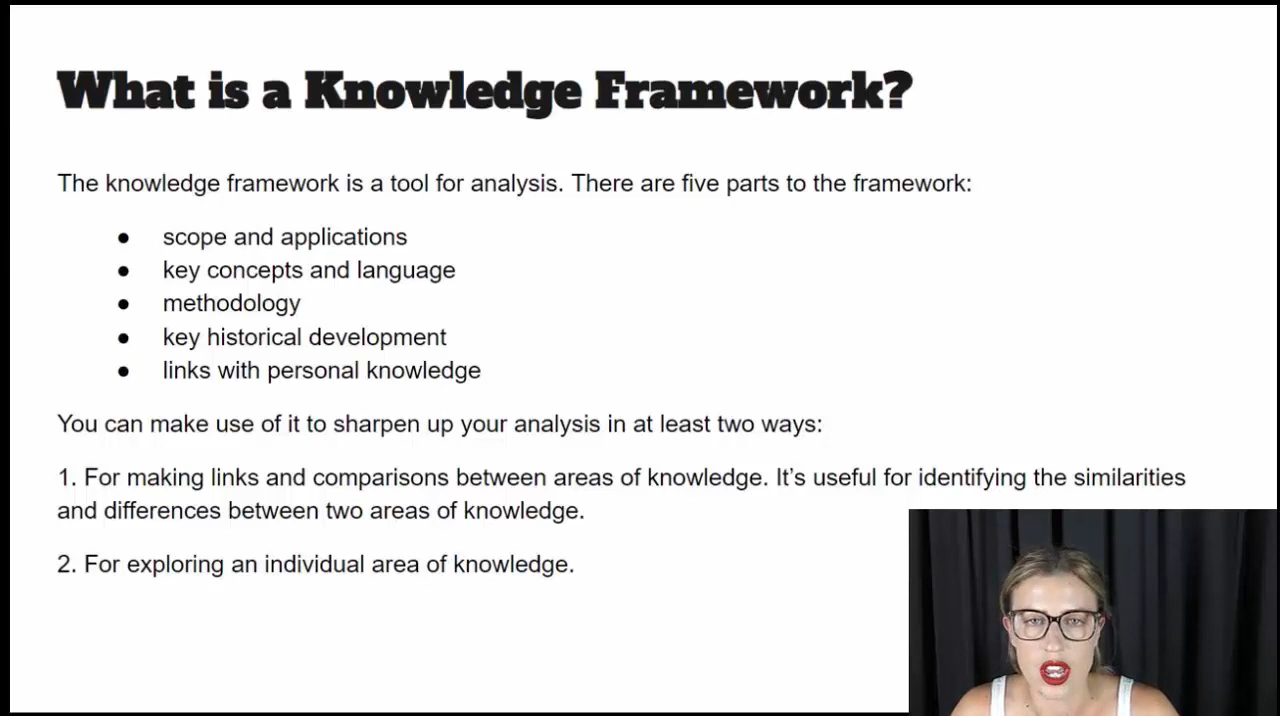 What is a Knowledge Framework?
The knowledge framework is a tool for analysis. There are five parts to the framework:
● scope and applications
● key concepts and language
● methodology
● key historical development
● links with personal knowledge
You can make use of it to sharpen up your analysis in at least two ways:
1. For making links and comparisons between areas of knowledge. It’s useful for identifying the similarities
and differences between two areas of knowledge.
2. For exploring an individual area of knowledge.